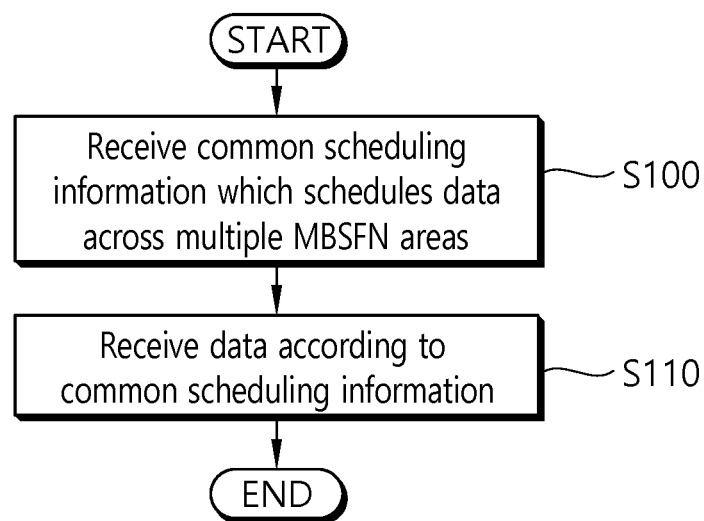 START
Receive common scheduling
information which schedules data
across multiple MBSFN areas
S100
Receive data according to
common scheduling information
S110
END